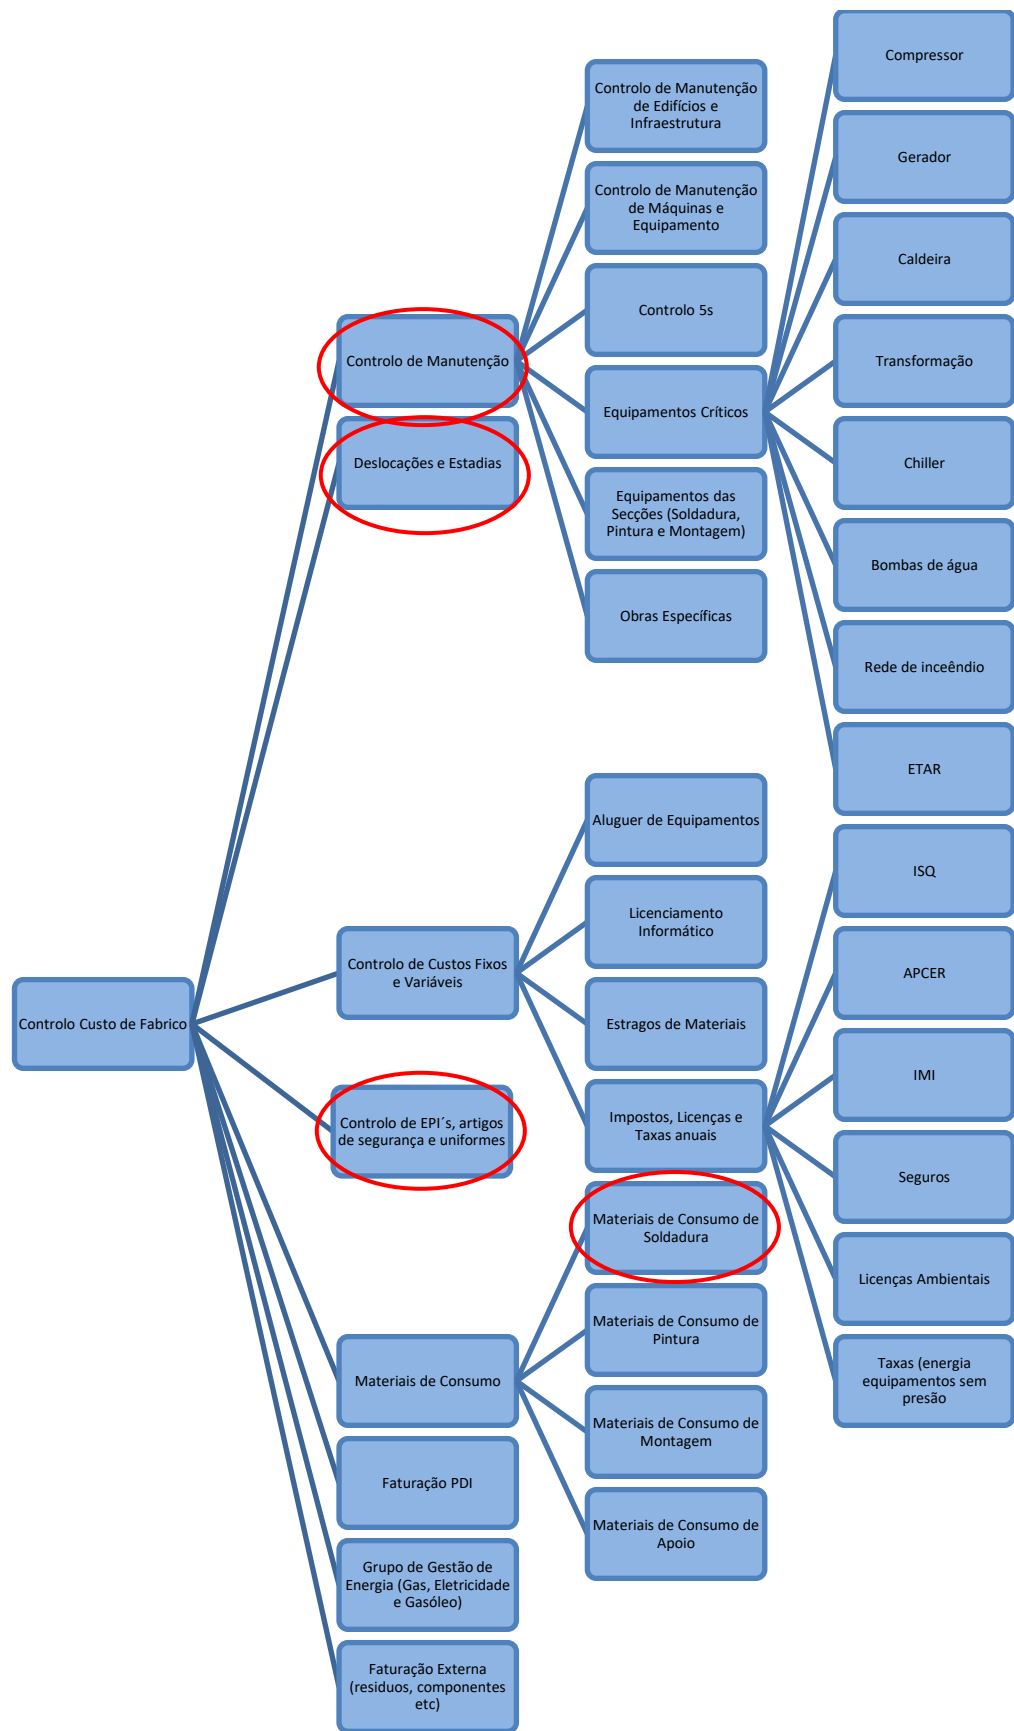 Controlo Custo de Fabrico
Controlo de Manutenção
Deslocações e Estadias
Controlo de Custos Fixos
e Variáveis
Controlo de EPI´s, artigos
de segurança e uniformes
Materiais de Consumo
Faturação PDI
Grupo de Gestão de
Energia (Gas, Eletricidade
e Gasóleo)
Faturação Externa
(residuos, componentes
etc)
Controlo de Manutenção
de Edifícios e
Infraestrutura
Controlo de Manutenção
de Máquinas e
Equipamento
Controlo 5s
Equipamentos Críticos
Equipamentos das
Secções (Soldadura,
Pintura e Montagem)
Obras Específicas
Aluguer de Equipamentos
Licenciamento
Informático
Estragos de Materiais
Impostos, Licenças e
Taxas anuais
Materiais de Consumo de
Soldadura
Materiais de Consumo de
Pintura
Materiais de Consumo de
Montagem
Materiais de Consumo de
Apoio
Compressor
Gerador
Caldeira
Transformação
Chiller
Bombas de água
Rede de inceêndio
ETAR
ISQ
APCER
IMI
Seguros
Licenças Ambientais
Taxas (energia
equipamentos sem
presão